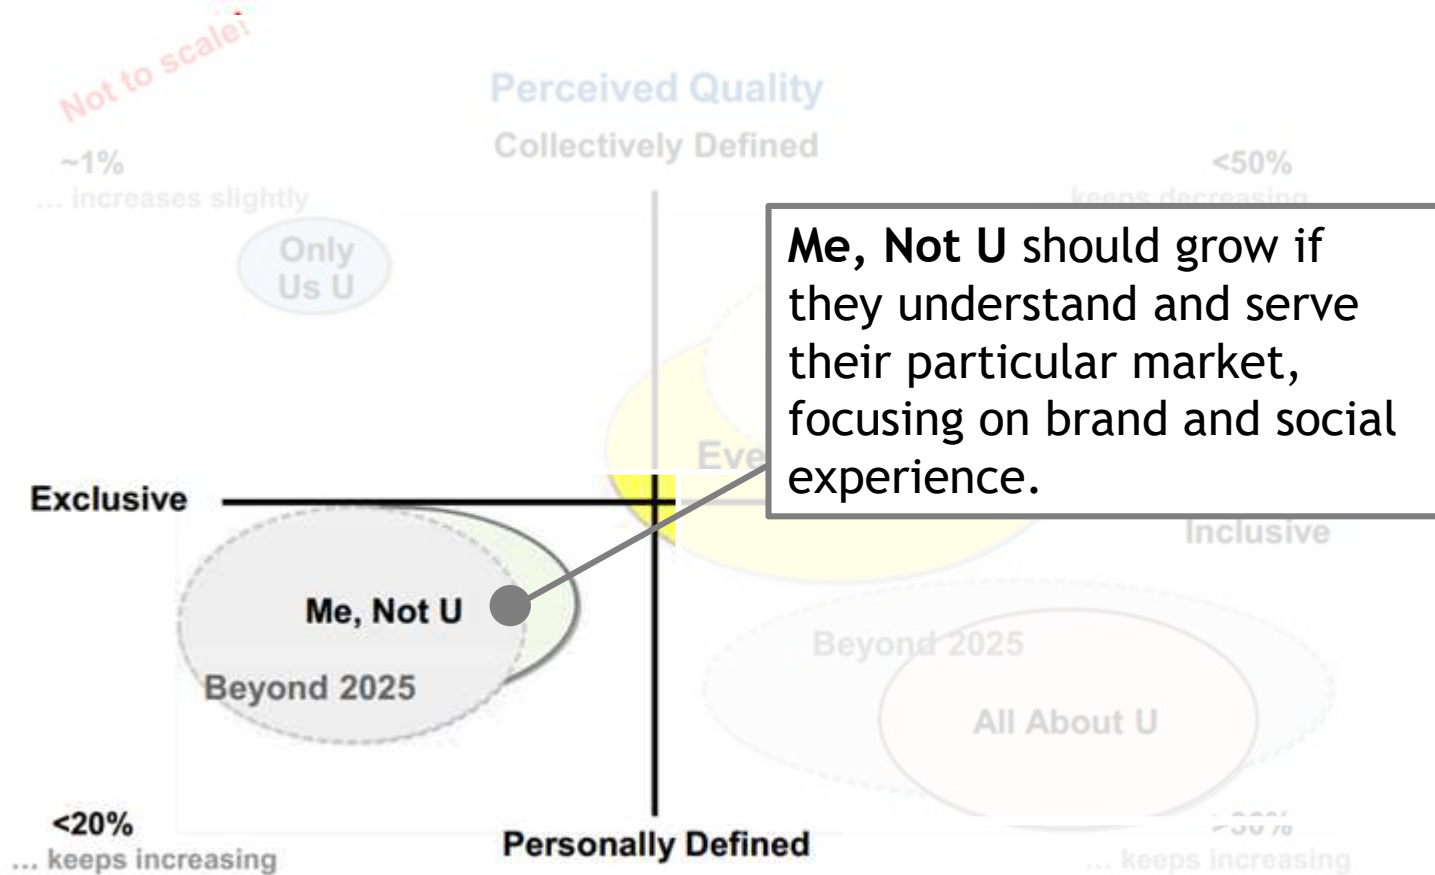 Not to scale!
Perceived Quality
Collectively Defined
~1%
... increases slightly
<50%
keeps decreasing
Only
Us U
Me, Not U should grow if
they understand and serve
their particular market,
focusing on brand and social
experience.
Eve
Exclusive
Inclusive
Me, Not U
Beyond 2025
Beyond 2025
All About U
<20%
... keeps increasing
Personally Defined
>30%
... keeps increasing